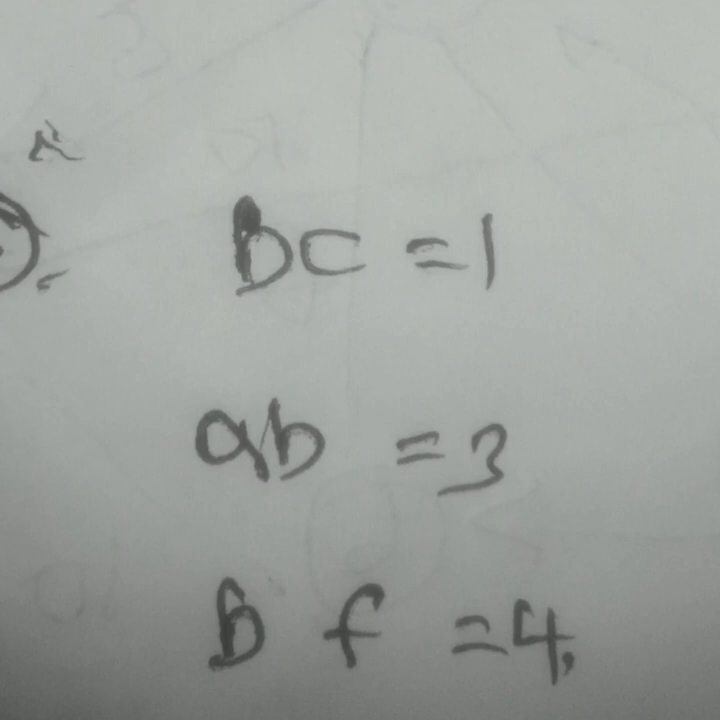 BC = 1
ab = 3
B f = 4,